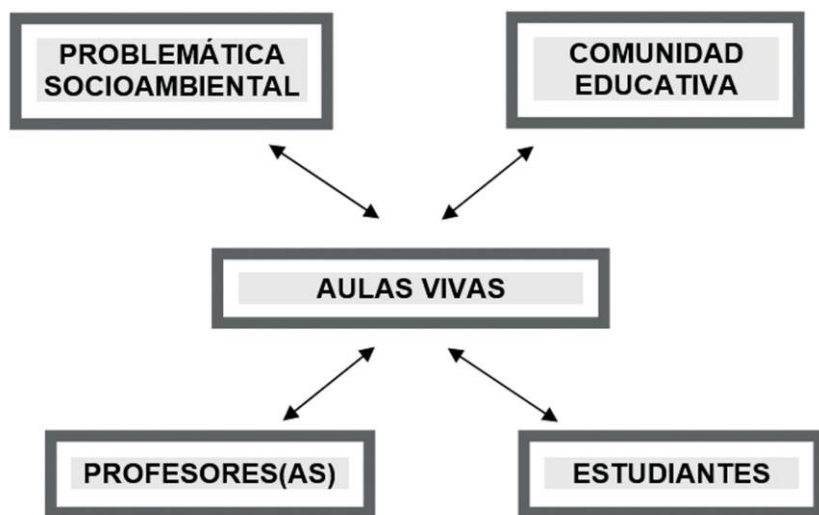 PROBLEMÁTICA
SOCIOAMBIENTAL
COMUNIDAD
EDUCATIVA
AULAS VIVAS
PROFESORES(AS)
ESTUDIANTES